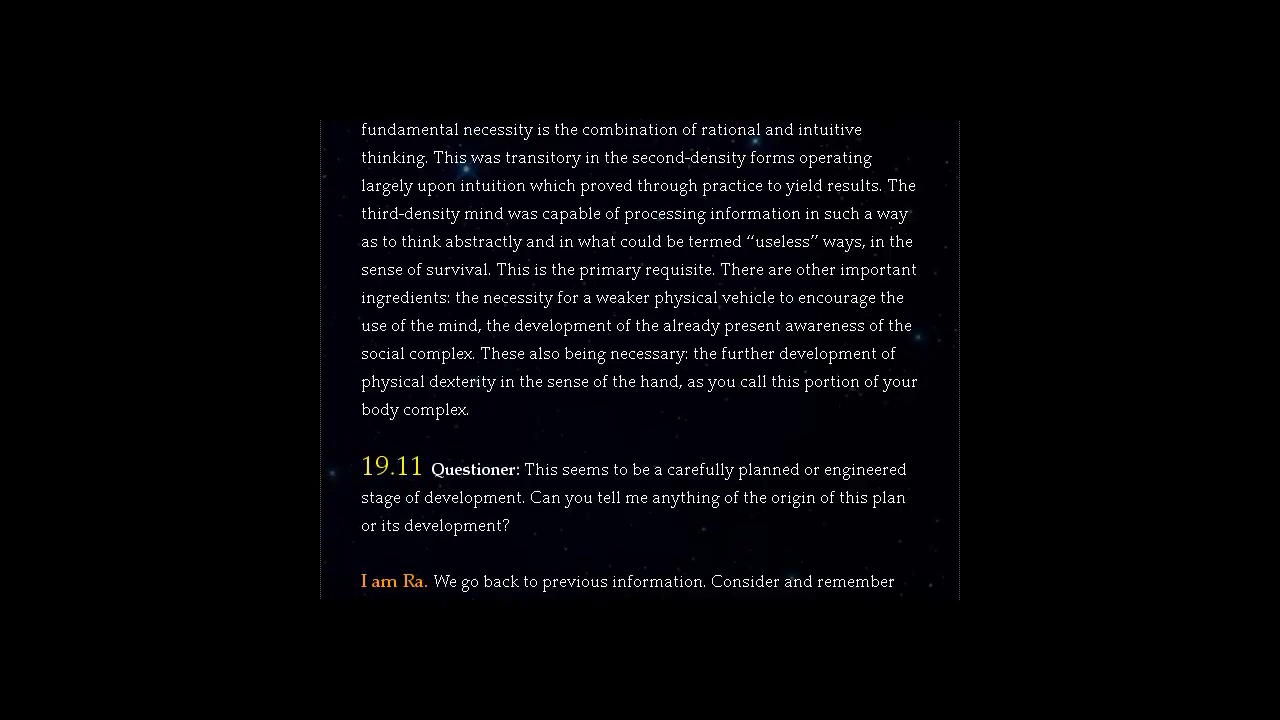 fundamental necessity is the combination of rational and intuitive
thinking. This was transitory in the second-density forms operating
largely upon intuition which proved through practice to yield results. The
third-density mind was capable of processing information in such a way
as to think abstractly and in what could be termed “useless” ways, in the
sense of survival. This is the primary requisite. There are other important
ingredients: the necessity for a weaker physical vehicle to encourage the
use of the mind, the development of the already present awareness of the
social complex. These also being necessary: the further development of
physical dexterity in the sense of the hand, as you call this portion of your
body complex.
19.11 Questioner: This seems to be a carefully planned or engineered
stage of development. Can you tell me anything of the origin of this plan
or its development?
I am Ra. We go back to previous information. Consider and remember